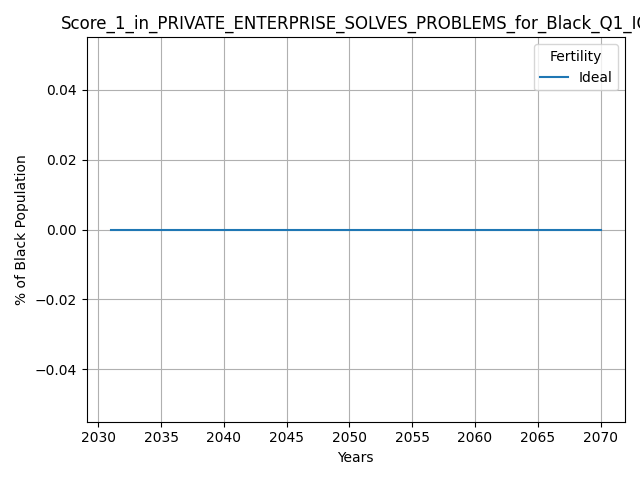 Score_1_in_PRIVATE_ENTERPRISE_SOLVES_PROBLEMS_for_Black_Q1_IQ
Fertility
Ideal
% of Black Population
0.04
0.02
0.00
−0.02
−0.04
2030 2035 2040 2045 2050 2055 2060 2065 2070
Years